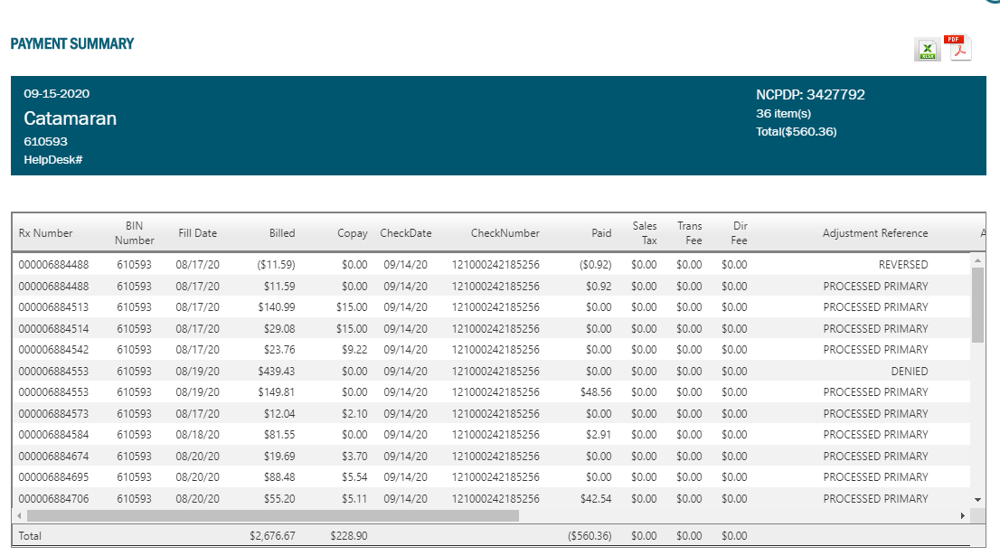 PAYMENT SUMMARY
XLSX
PDF
09-15-2020
Catamaran
610593
HelpDesk#
NCPDP: 3427792
36 item(s)
Total($560.36)
Rx Number BIN Number Fill Date Billed Copay CheckDate CheckNumber Paid Sales Tax Trans Fee Dir Fee Adjustment Reference A
000006884488 610593 08/17/20 ($11.59) $0.00 09/14/20 121000242185256 ($0.92) $0.00 $0.00 $0.00 REVERSED
000006884488 610593 08/17/20 $11.59 $0.00 09/14/20 121000242185256 $0.92 $0.00 $0.00 $0.00 PROCESSED PRIMARY
000006884513 610593 08/17/20 $140.99 $15.00 09/14/20 121000242185256 $0.00 $0.00 $0.00 $0.00 PROCESSED PRIMARY
000006884514 610593 08/17/20 $29.08 $15.00 09/14/20 121000242185256 $0.00 $0.00 $0.00 $0.00 PROCESSED PRIMARY
000006884542 610593 08/17/20 $23.76 $9.22 09/14/20 121000242185256 $0.00 $0.00 $0.00 $0.00 PROCESSED PRIMARY
000006884553 610593 08/19/20 $439.43 $0.00 09/14/20 121000242185256 $0.00 $0.00 $0.00 $0.00 DENIED
000006884553 610593 08/19/20 $149.81 $0.00 09/14/20 121000242185256 $48.56 $0.00 $0.00 $0.00 PROCESSED PRIMARY
000006884573 610593 08/17/20 $12.04 $2.10 09/14/20 121000242185256 $0.00 $0.00 $0.00 $0.00 PROCESSED PRIMARY
000006884584 610593 08/18/20 $81.55 $0.00 09/14/20 121000242185256 $2.91 $0.00 $0.00 $0.00 PROCESSED PRIMARY
000006884674 610593 08/20/20 $19.69 $3.70 09/14/20 121000242185256 $0.00 $0.00 $0.00 $0.00 PROCESSED PRIMARY
000006884695 610593 08/20/20 $88.48 $5.54 09/14/20 121000242185256 $0.00 $0.00 $0.00 $0.00 PROCESSED PRIMARY
000006884706 610593 08/20/20 $55.20 $5.11 09/14/20 121000242185256 $42.54 $0.00 $0.00 $0.00 PROCESSED PRIMARY
Total $2,676.67 $228.90 ($560.36) $0.00 $0.00 $0.00